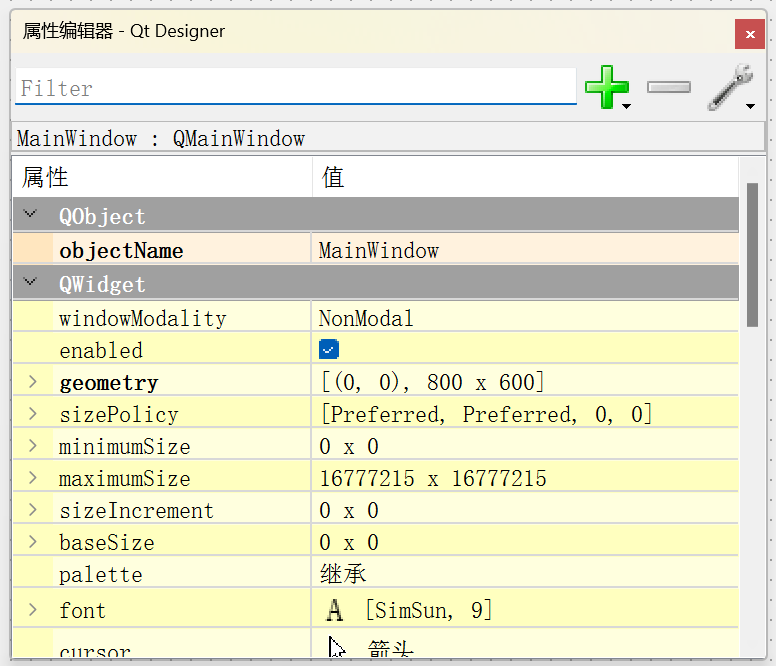 属性编辑器 - Qt Designer
Filter
MainWindow : QMainWindow
属性 值
QObject
objectName MainWindow
QWidget
windowModality NonModal
enabled
geometry [(0, 0), 800 x 600]
sizePolicy [Preferred, Preferred, 0, 0]
minimumSize 0 x 0
maximumSize 16777215 x 16777215
sizeIncrement 0 x 0
baseSize 0 x 0
palette 继承
font A [SimSun, 9]
cursor 箭头